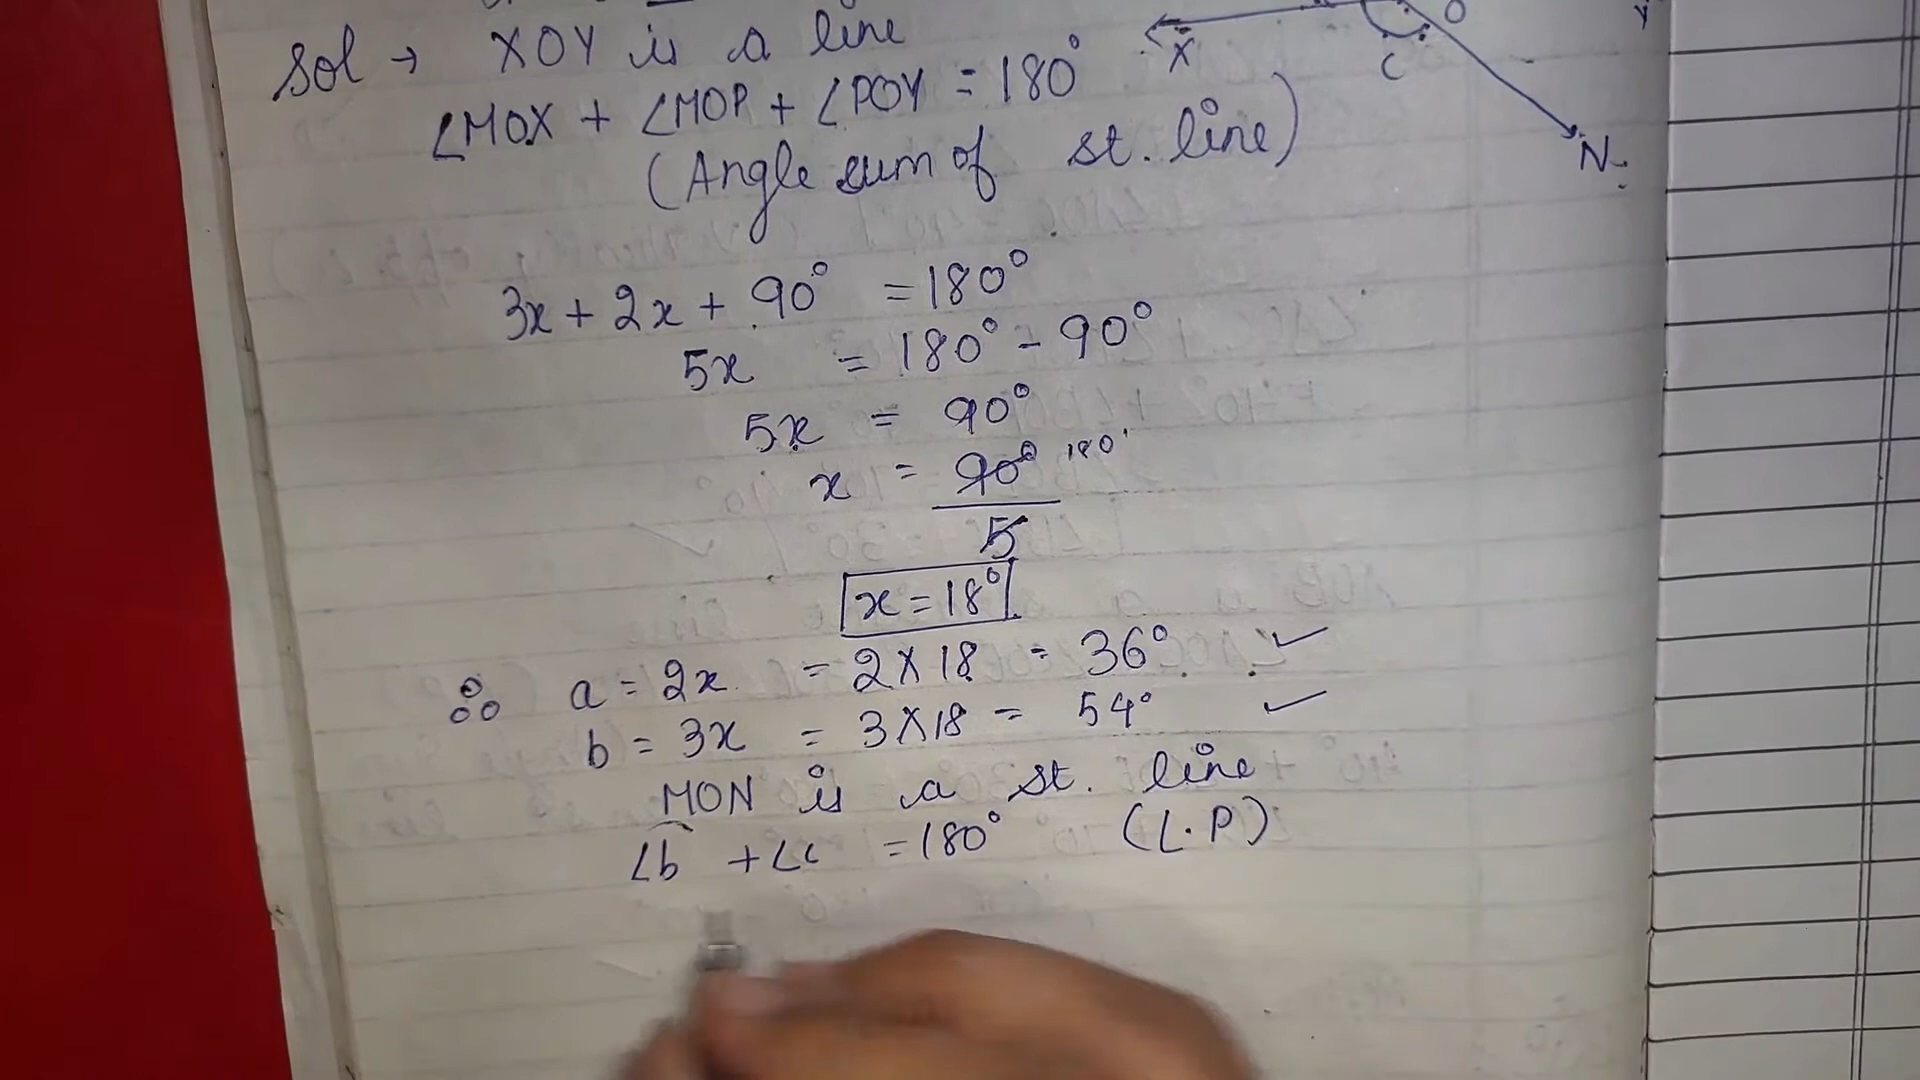 Sol → XOY is a line
∠MOX + ∠MOP + ∠POY = 180°
(Angle sum of st. line)
3x + 2x + 90° = 180°
5x = 180° - 90°
5x = 90°
x = 90° 180°
5
x = 18°
∴ a = 2x = 2×18 = 36° ✓
b = 3x = 3×18 = 54° ✓
MON is a st. line
∠b + ∠c = 180° (L.P)
X
C
O
N
Y